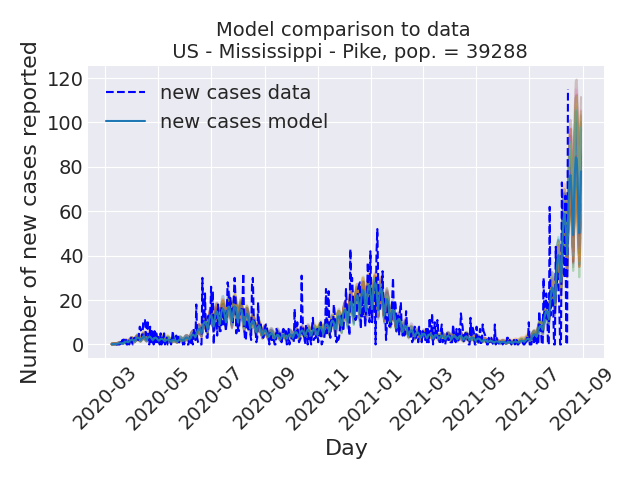 Model comparison to data
US - Mississippi - Pike, pop. = 39288
Number of new cases reported
120
100
80
60
40
20
0
new cases data
new cases model
2020-03
2020-05
2020-07
2020-09
2020-11
2021-01
2021-03
2021-05
2021-07
2021-09
Day